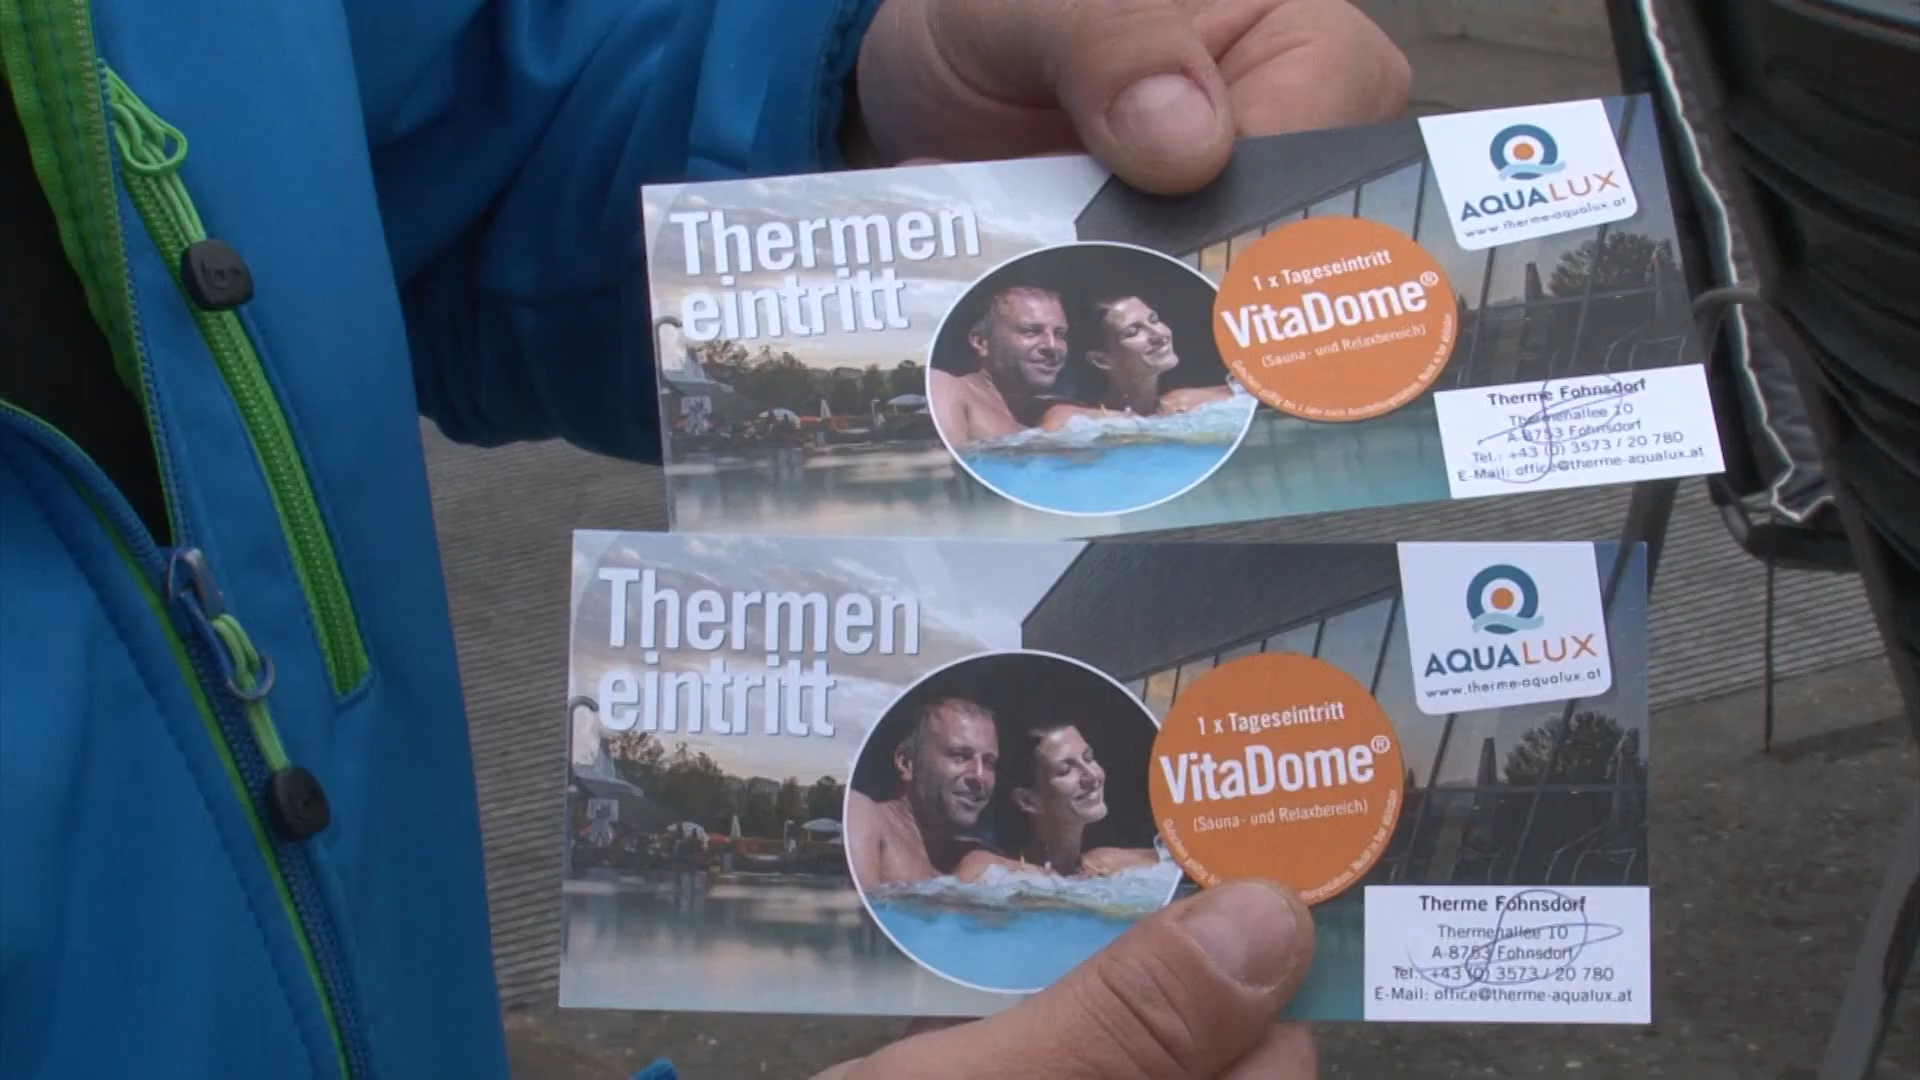 Thermen
eintritt
1 x Tageseintritt
VitaDome®
(Sauna- und Relaxbereich)
AQUALUX
www.therme-aqualux.at
Therme Fohnsdorf
Thermenallee 10
A-8753 Fohnsdorf
Tel.: +43 (0) 3573 / 20 780
E-Mail: office@therme-aqualux.at
Thermen
eintritt
1 x Tageseintritt
VitaDome®
(Sauna- und Relaxbereich)
AQUALUX
www.therme-aqualux.at
Therme Fohnsdorf
Thermenallee 10
A-8753 Fohnsdorf
Tel.: +43 (0) 3573 / 20 780
E-Mail: office@therme-aqualux.at